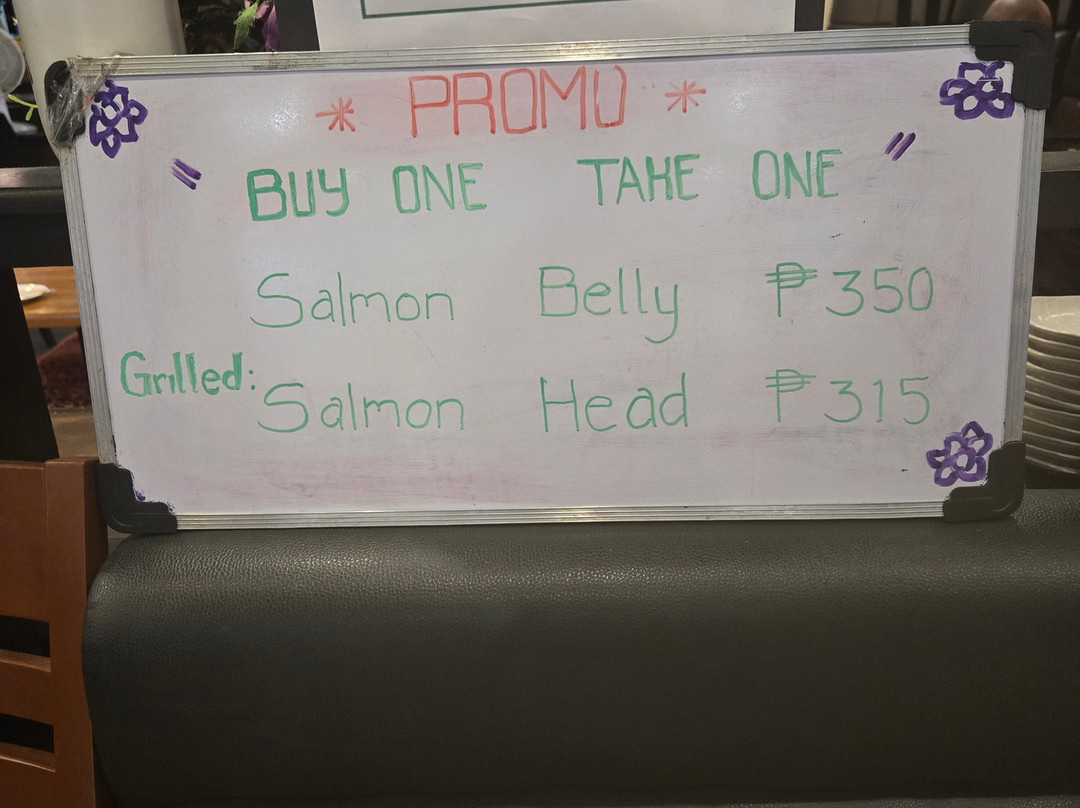 * PROMO *
" BUY ONE TAKE ONE "
Salmon Belly ₱350
Grilled:
Salmon Head ₱315